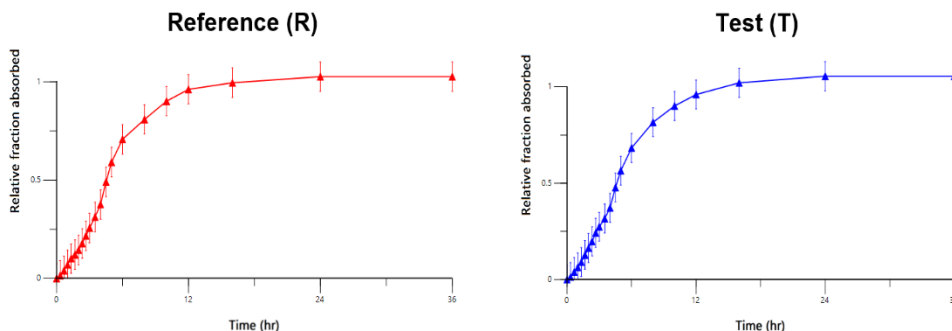 Reference (R)
Relative fraction absorbed
1
0.5
0
0
12
24
36
Time (hr)
Test (T)
Relative fraction absorbed
1
0.5
0
0
12
24
Time (hr)